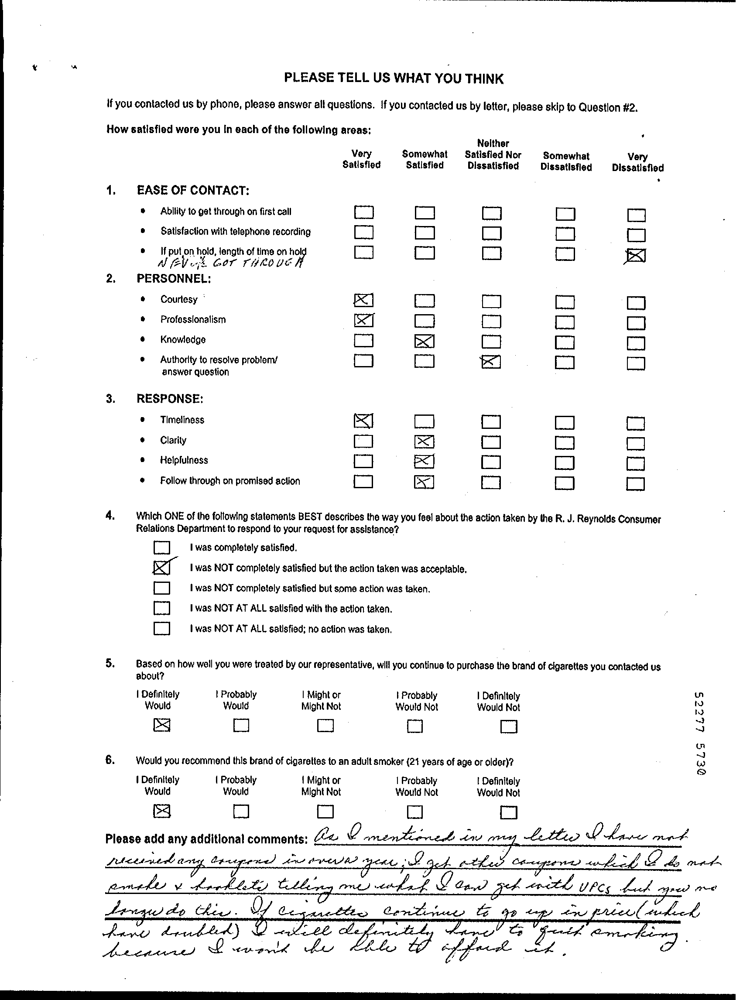 PLEASE TELL US WHAT YOU THINK
If you contacted us by phone, please answer all questions. If you contacted us by letter, please skip to Question #2.
How satisfied were you in each of the following areas:
Very Satisfied Somewhat Satisfied Neither Satisfied Nor Dissatisfied Somewhat Dissatisfied Very Dissatisfied
1. EASE OF CONTACT:
• Ability to get through on first call
• Satisfaction with telephone recording
• If put on hold, length of time on hold
NEVER GOT THROUGH
2. PERSONNEL:
• Courtesy
• Professionalism
• Knowledge
• Authority to resolve problem/
answer question
3. RESPONSE:
• Timeliness
• Clarity
• Helpfulness
• Follow through on promised action
4. Which ONE of the following statements BEST describes the way you feel about the action taken by the R. J. Reynolds Consumer
Relations Department to respond to your request for assistance?
I was completely satisfied.
I was NOT completely satisfied but the action taken was acceptable.
I was NOT completely satisfied but some action was taken.
I was NOT AT ALL satisfied with the action taken.
I was NOT AT ALL satisfied; no action was taken.
5. Based on how well you were treated by our representative, will you continue to purchase the brand of cigarettes you contacted us
about?
I Definitely Would I Probably Would I Might or Might Not I Probably Would Not I Definitely Would Not
6. Would you recommend this brand of cigarettes to an adult smoker (21 years of age or older)?
I Definitely Would I Probably Would I Might or Might Not I Probably Would Not I Definitely Would Not
Please add any additional comments: As I mentioned in my letter I have not
received any coupons in over a year; I get other coupons which I do not
smoke & booklets telling me what I can get with UPCs but you no
longer do this. If cigarettes continue to go up in price (which
have doubled) I will definitely have to quit smoking
because I won't be able to afford it.
52277 5730